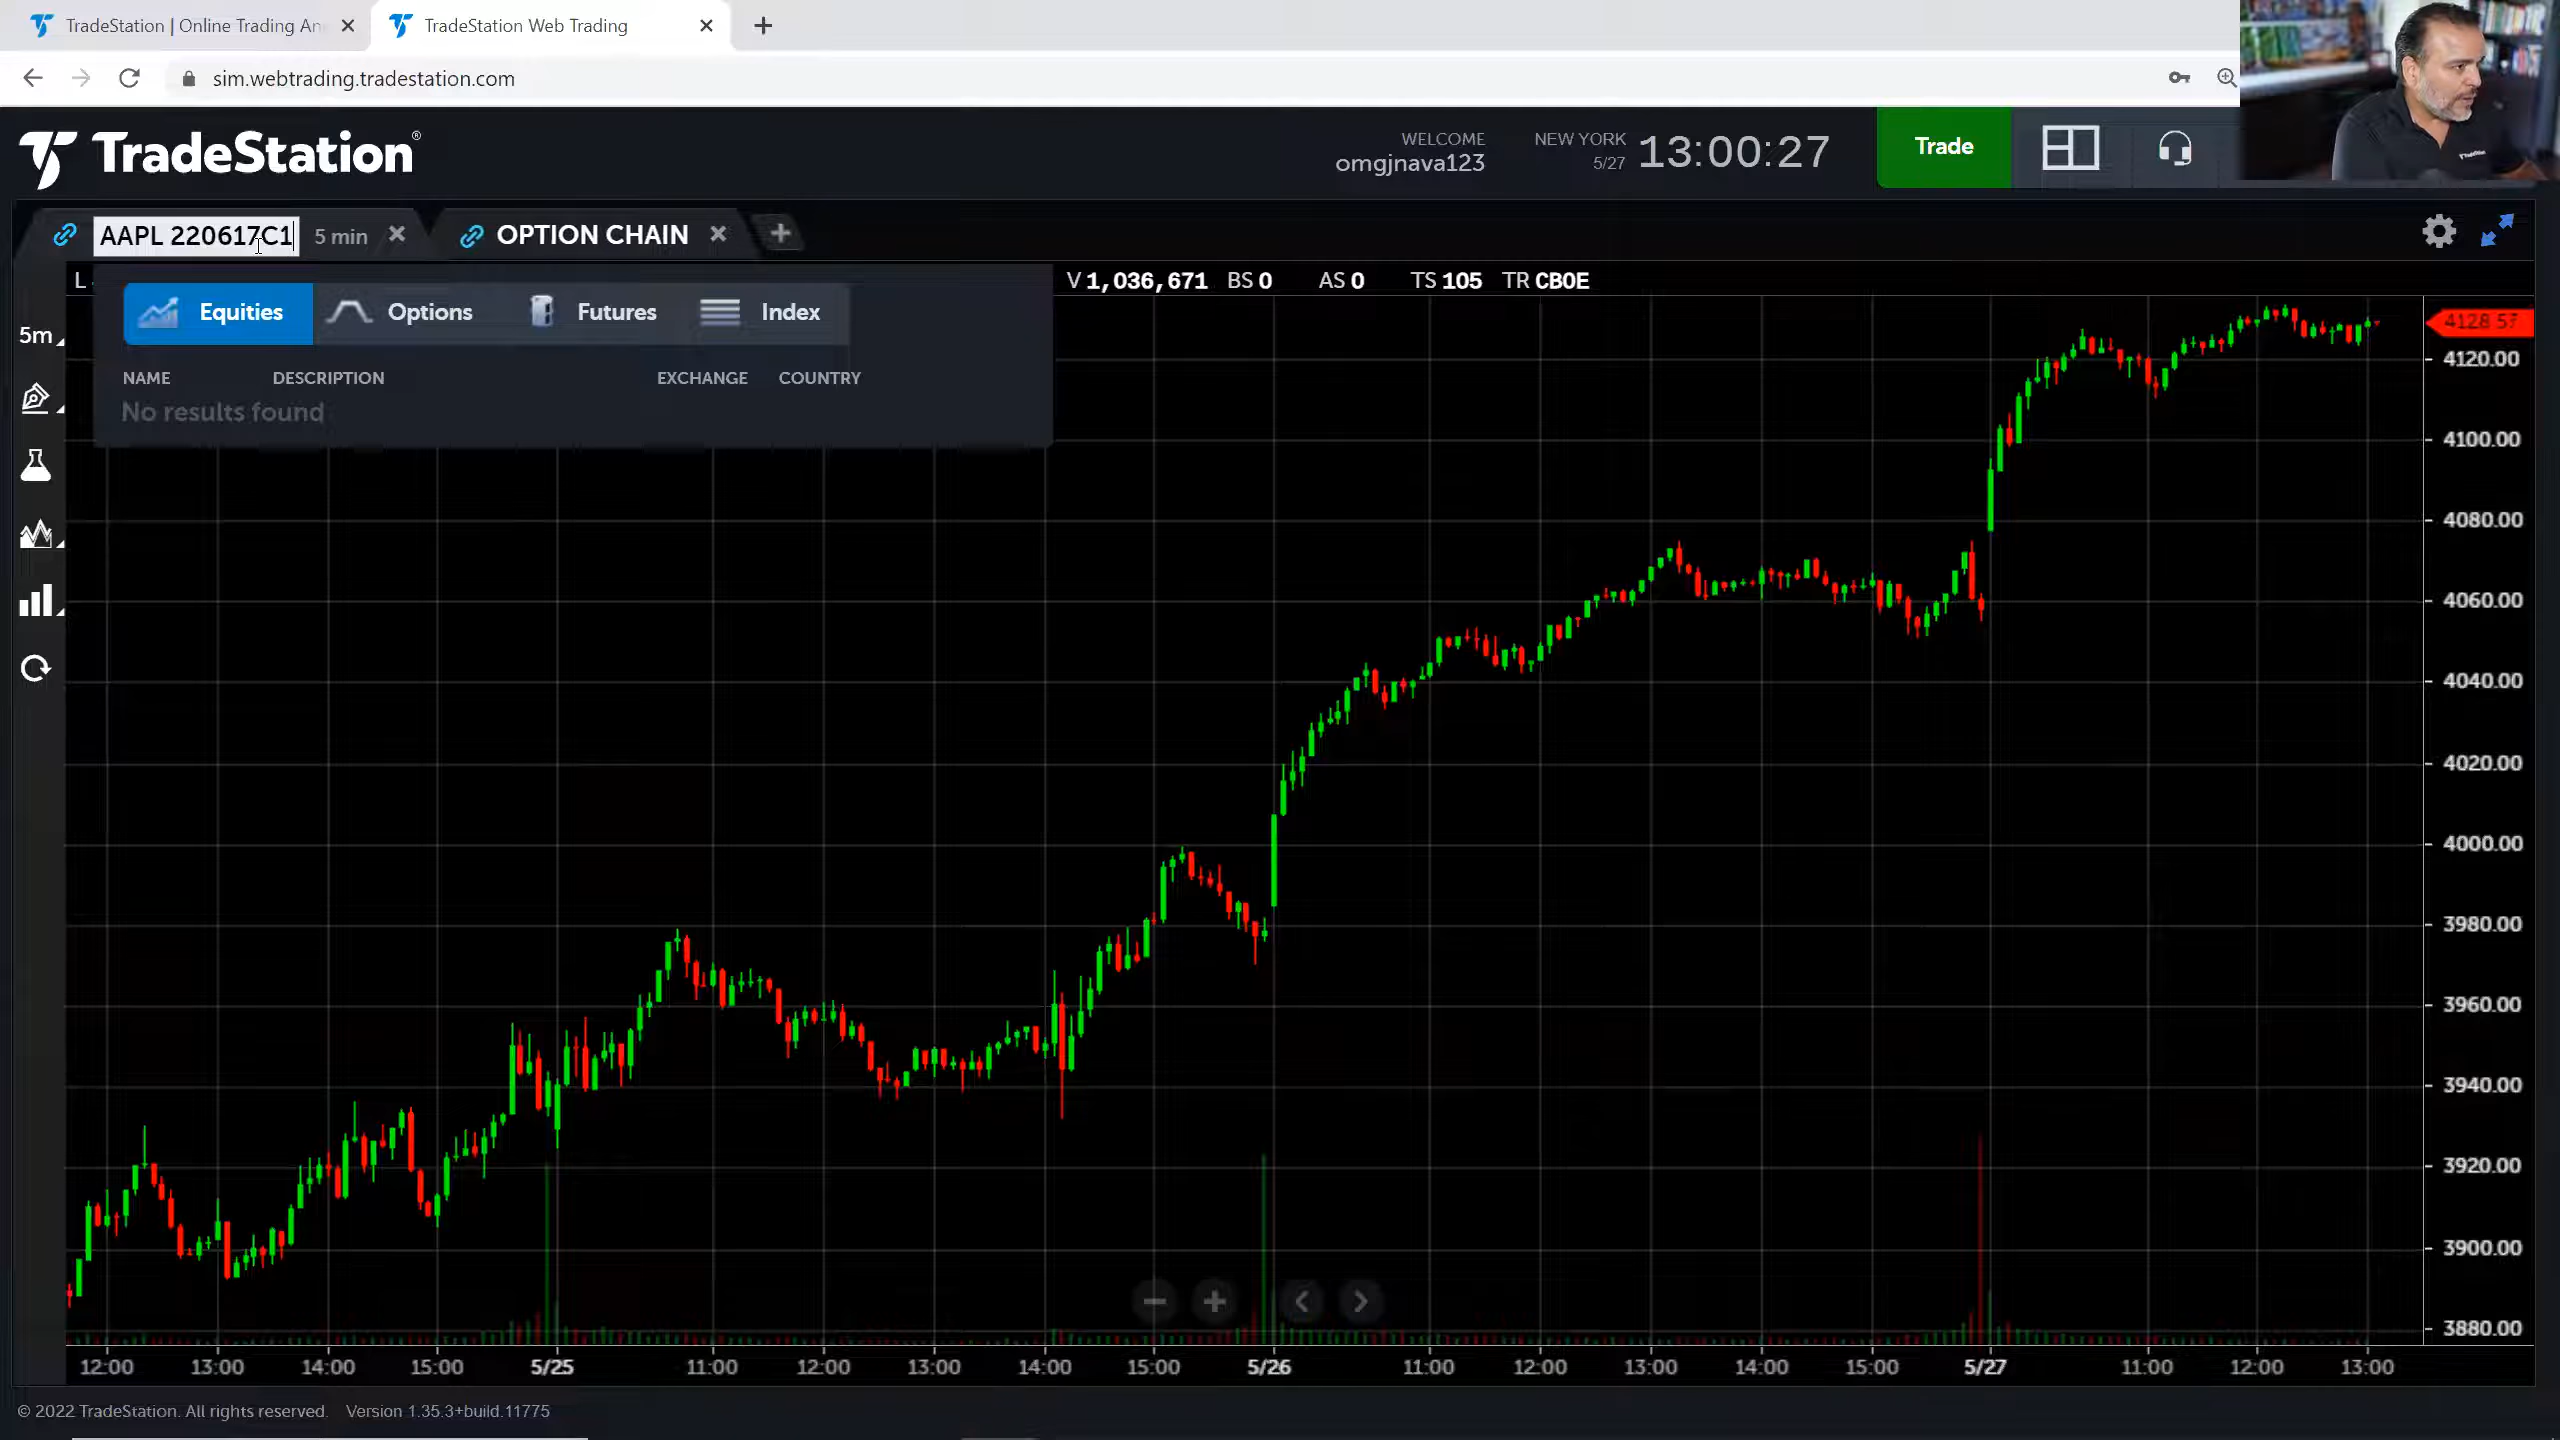 TradeStation | Online Trading An
TradeStation Web Trading
sim.webtrading.tradestation.com
TradeStation®
WELCOME
omgjnava123
NEW YORK
5/27
13:00:27
Trade
AAPL 220617C1
5 min
OPTION CHAIN
L
V 1,036,671 BS 0 AS 0 TS 105 TR CBOE
Equities
Options
Futures
Index
5m
NAME DESCRIPTION EXCHANGE COUNTRY
No results found
4128.57
4120.00
4100.00
4080.00
4060.00
4040.00
4020.00
4000.00
3980.00
3960.00
3940.00
3920.00
3900.00
3880.00
12:00 13:00 14:00 15:00 5/25 11:00 12:00 13:00 14:00 15:00 5/26 11:00 12:00 13:00 14:00 15:00 5/27 11:00 12:00 13:00
© 2022 TradeStation. All rights reserved. Version 1.35.3+build.11775